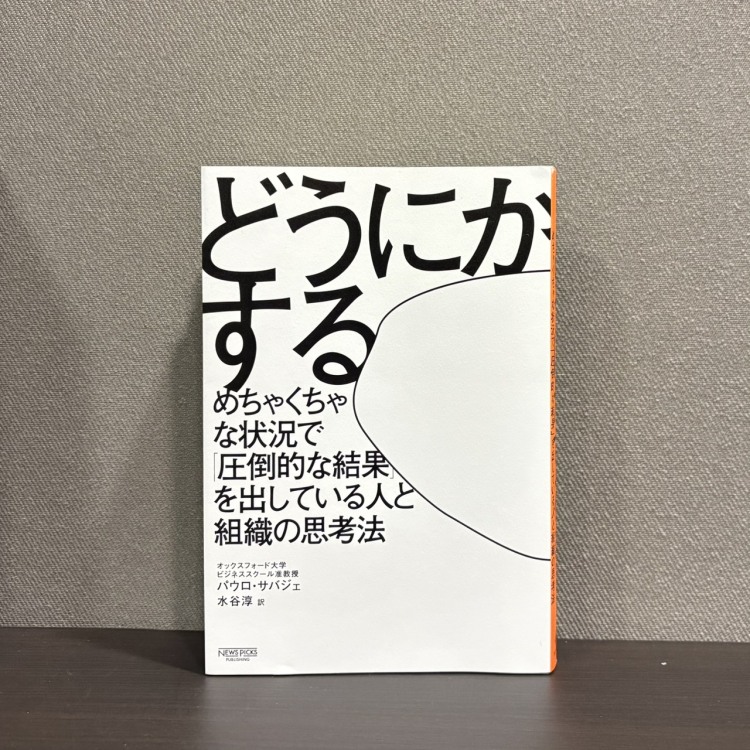 どうにか
する
めちゃくちゃ
な状況で
「圧倒的な結果」
を出している人と
組織の思考法
オックスフォード大学
ビジネススクール准教授
パウロ・サバジェ
水谷淳 訳
NEWS PICKS
PUBLISHING